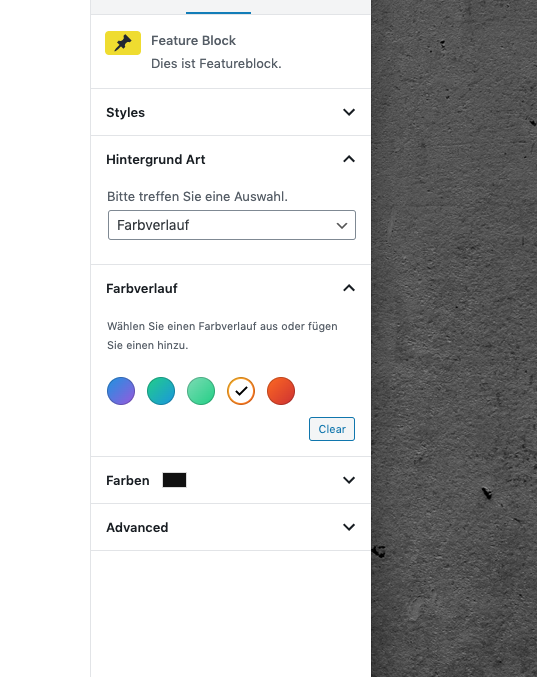 Feature Block
Dies ist Featureblock.
Styles
Hintergrund Art
Bitte treffen Sie eine Auswahl.
Farbverlauf
Farbverlauf
Wählen Sie einen Farbverlauf aus oder fügen
Sie einen hinzu.
Clear
Farben
Advanced